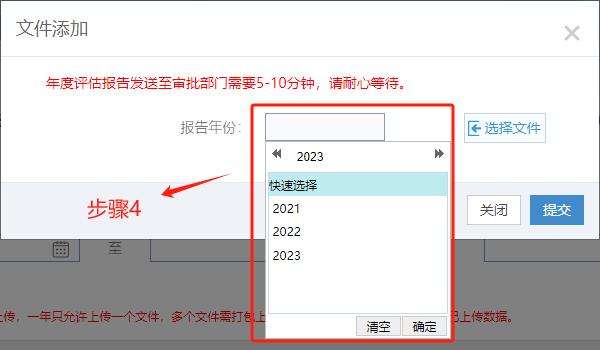 文件添加
年度评估报告发送至审批部门需要5-10分钟，请耐心等待。
报告年份：
选择文件
2023
快速选择
2021
2022
2023
步骤4
关闭
提交
至
上传，一年只允许上传一个文件，多个文件需打包上
已上传数据。
清空
确定